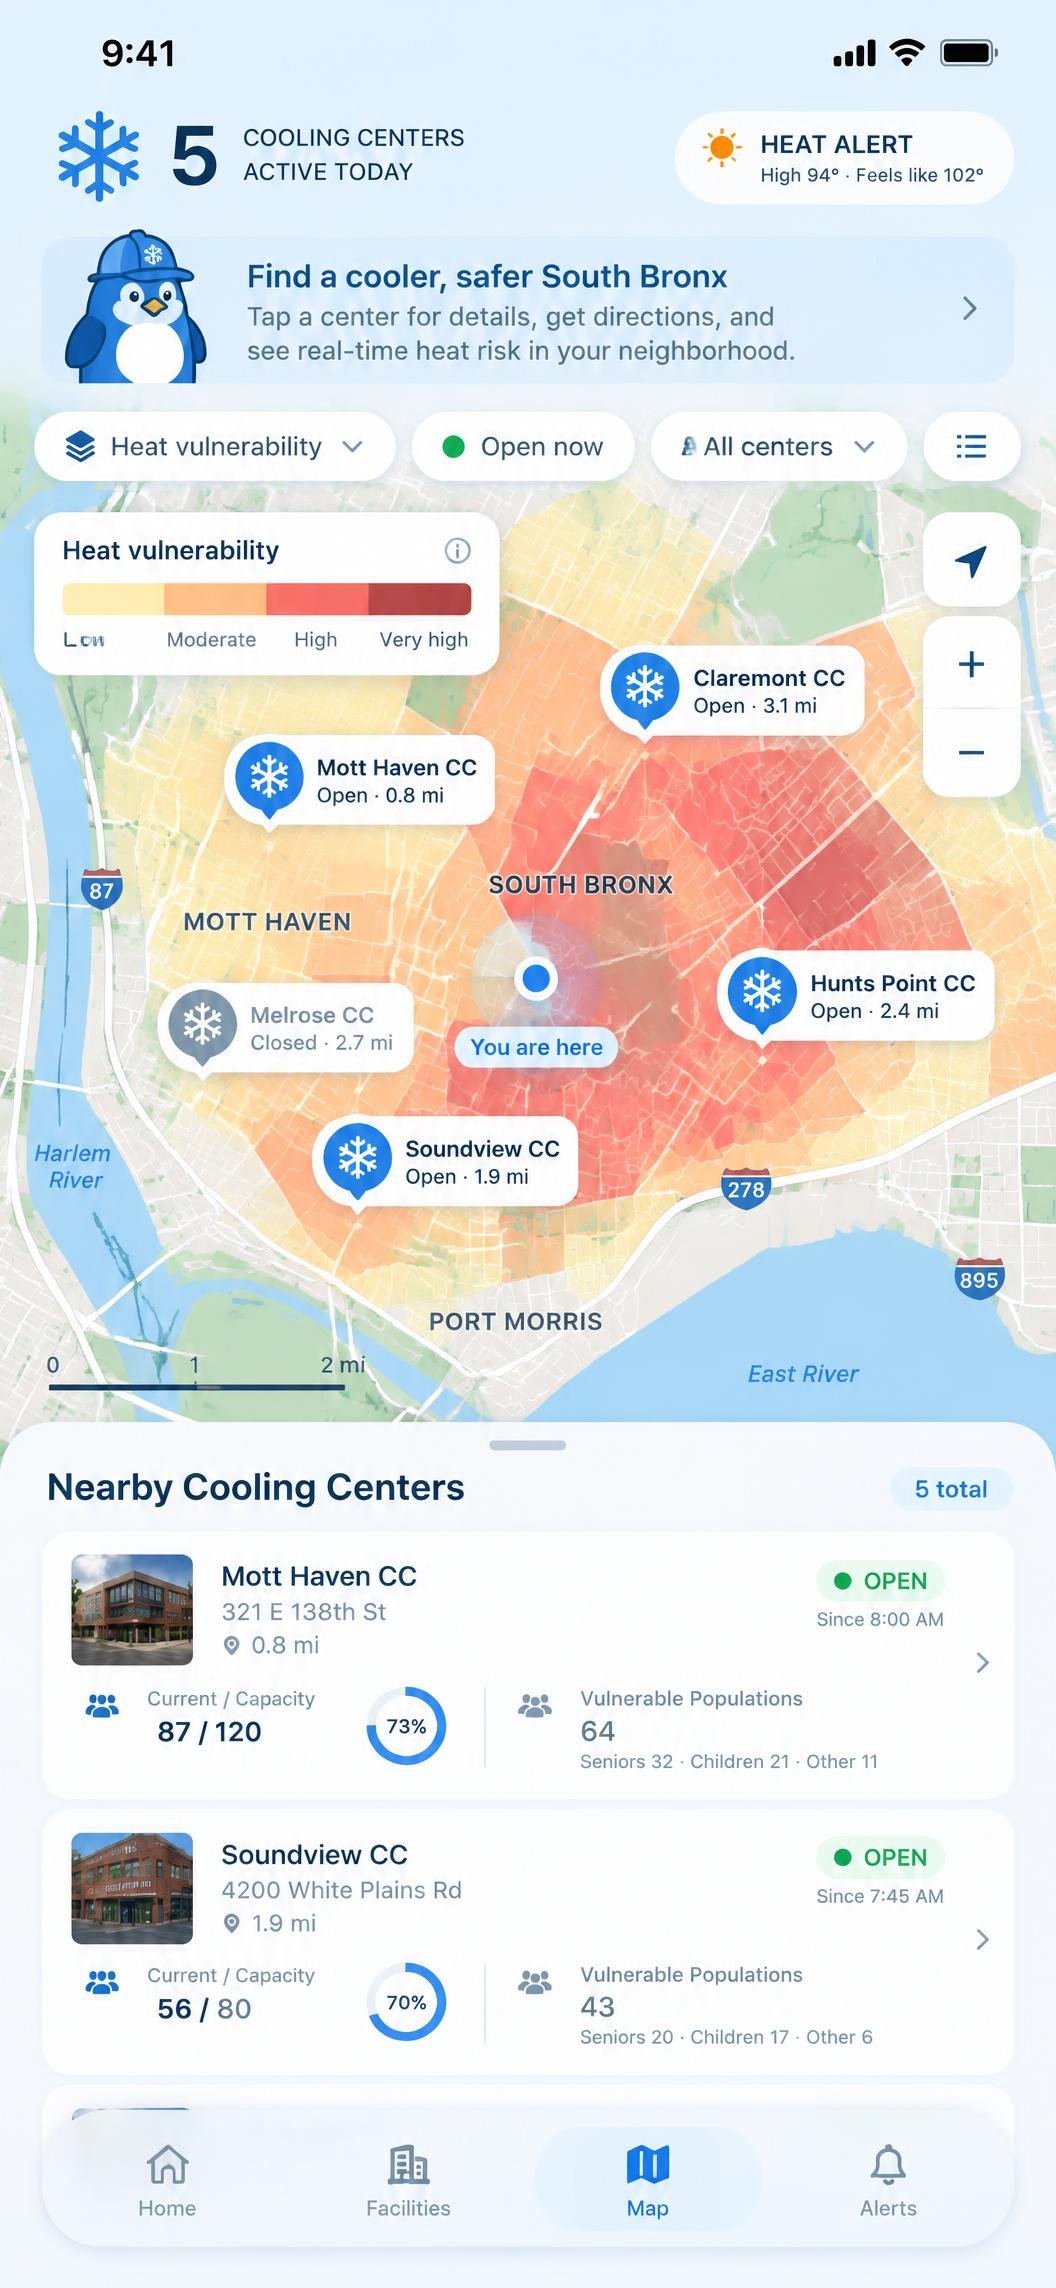 9:41
5
COOLING CENTERS
ACTIVE TODAY
HEAT ALERT
High 94° · Feels like 102°
Find a cooler, safer South Bronx
Tap a center for details, get directions, and
see real-time heat risk in your neighborhood.
Heat vulnerability
Open now
All centers
Heat vulnerability
Moderate
High
Very high
Claremont CC
Open · 3.1 mi
Mott Haven CC
Open · 0.8 mi
SOUTH BRONX
87
MOTT HAVEN
Hunts Point CC
Open · 2.4 mi
Melrose CC
Closed · 2.7 mi
You are here
Soundview CC
Open · 1.9 mi
Harlem
River
278
895
PORT MORRIS
0 1 2 mi
East River
Nearby Cooling Centers
5 total
Mott Haven CC
321 E 138th St
0.8 mi
OPEN
Since 8:00 AM
Current / Capacity
87 / 120
73%
Vulnerable Populations
64
Seniors 32 · Children 21 · Other 11
Soundview CC
4200 White Plains Rd
1.9 mi
OPEN
Since 7:45 AM
Current / Capacity
56 / 80
70%
Vulnerable Populations
43
Seniors 20 · Children 17 · Other 6
Home
Facilities
Map
Alerts